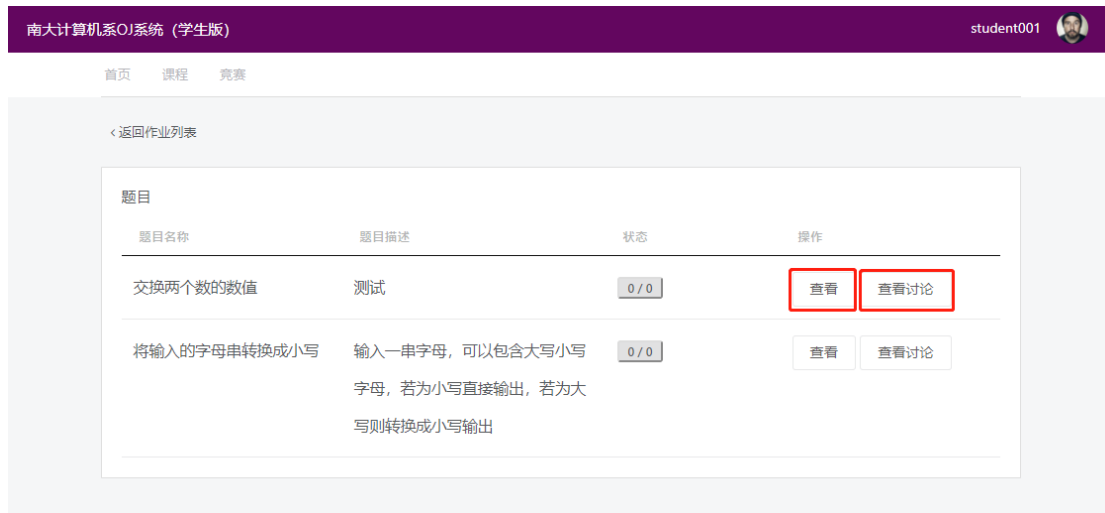 南大计算机系OJ系统（学生版） student001
首页 课程 竞赛
<返回作业列表
题目
题目名称 题目描述 状态 操作
交换两个数的数值 测试 0 / 0 查看 查看讨论
将输入的字母串转换成小写 输入一串字母，可以包含大写小写 0 / 0 查看 查看讨论
字母，若为小写直接输出，若为大
写则转换成小写输出